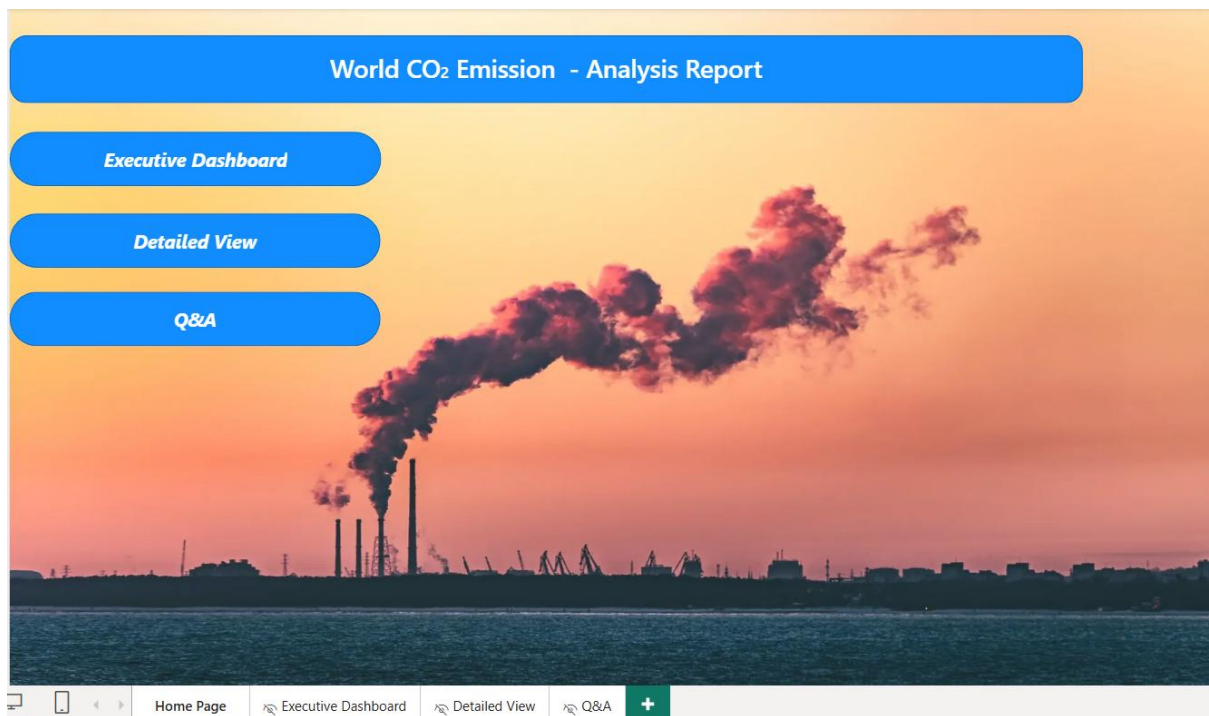 World CO₂ Emission - Analysis Report
Executive Dashboard
Detailed View
Q&A
Home Page Executive Dashboard Detailed View Q&A +